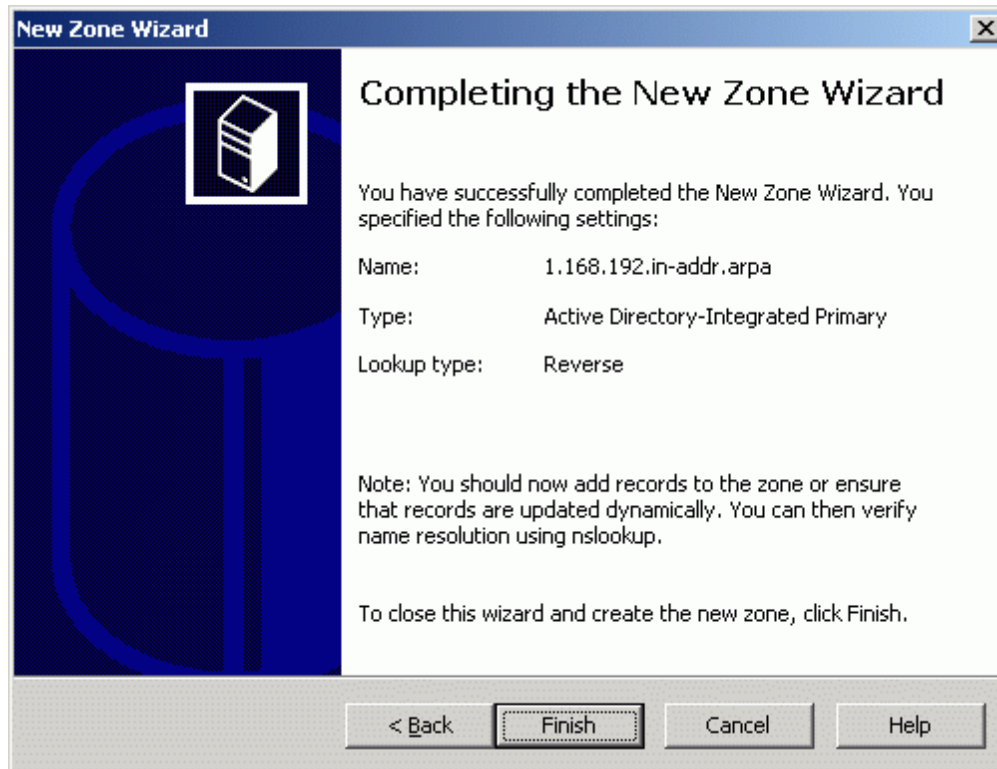 New Zone Wizard
Completing the New Zone Wizard
You have successfully completed the New Zone Wizard. You
specified the following settings:
Name: 1.168.192.in-addr.arpa
Type: Active Directory-Integrated Primary
Lookup type: Reverse
Note: You should now add records to the zone or ensure
that records are updated dynamically. You can then verify
name resolution using nslookup.
To close this wizard and create the new zone, click Finish.
< Back Finish Cancel Help